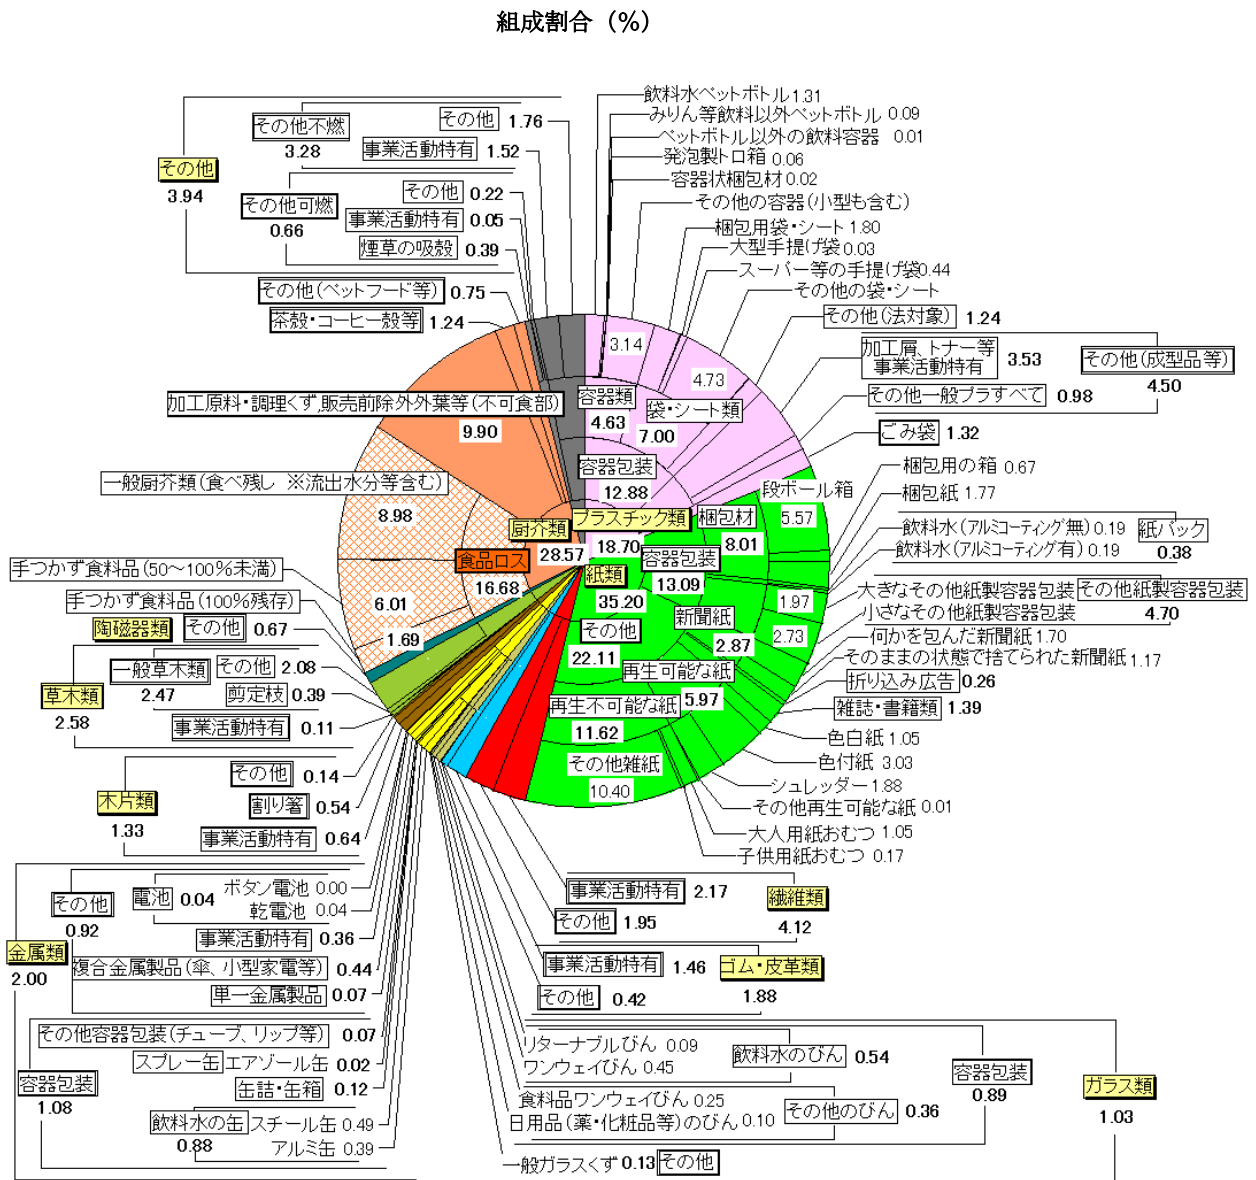 組成割合（％）
飲料水ペットボトル 1.31
みりん等飲料以外ペットボトル 0.09
ペットボトル以外の飲料容器 0.01
発泡製トロ箱 0.06
容器状梱包材 0.02
その他の容器（小型も含む）
3.14
梱包用袋・シート 1.80
大型手提げ袋 0.03
スーパー等の手提げ袋 0.44
その他の袋・シート
4.73
その他（法対象） 1.24
加工屑、トナー等
事業活動特有 3.53
その他（成型品等）
4.50
その他一般プラすべて 0.98
ごみ袋 1.32
容器類
4.63
袋・シート類
7.00
容器包装
12.88
プラスチック類
18.70
その他
3.94
その他不燃
3.28
その他 1.76
事業活動特有 1.52
その他可燃
0.66
その他 0.22
事業活動特有 0.05
煙草の吸殻 0.39
その他（ペットフード等） 0.75
茶殻・コーヒー殻等 1.24
加工原料・調理くず,販売前除外外葉等（不可食部）
9.90
一般厨芥類（食べ残し ※流出水分等含む）
8.98
厨芥類
28.57
食品ロス
16.68
手つかず食料品（50～100％未満）
6.01
手つかず食料品（100％残存）
1.69
梱包用の箱 0.67
梱包紙 1.77
段ボール箱
5.57
梱包材
8.01
飲料水（アルミコーティング無） 0.19
飲料水（アルミコーティング有） 0.19
紙パック
0.38
大きなその他紙製容器包装
1.97
小さなその他紙製容器包装
2.73
その他紙製容器包装
4.70
容器包装
13.09
紙類
35.20
新聞紙
2.87
何かを包んだ新聞紙 1.70
そのままの状態で捨てられた新聞紙 1.17
折り込み広告 0.26
雑誌・書籍類 1.39
その他
22.11
再生可能な紙
5.97
色白紙 1.05
色付紙 3.03
シュレッダー 1.88
その他再生可能な紙 0.01
再生不可能な紙
11.62
大人用紙おむつ 1.05
子供用紙おむつ 0.17
その他雑紙
10.40
陶磁器類 その他 0.67
草木類
2.58
一般草木類
2.47
その他 2.08
剪定枝 0.39
事業活動特有 0.11
木片類
1.33
その他 0.14
割り箸 0.54
事業活動特有 0.64
金属類
2.00
その他
0.92
電池 0.04
ボタン電池 0.00
乾電池 0.04
事業活動特有 0.36
複合金属製品（傘、小型家電等） 0.44
単一金属製品 0.07
容器包装
1.08
その他容器包装（チューブ、リップ等） 0.07
スプレー缶 エアゾール缶 0.02
缶詰・缶箱 0.12
飲料水の缶
0.88
スチール缶 0.49
アルミ缶 0.39
事業活動特有 2.17
その他 1.95
繊維類
4.12
事業活動特有 1.46
その他 0.42
ゴム・皮革類
1.88
リターナブルびん 0.09
ワンウェイびん 0.45
飲料水のびん 0.54
食料品ワンウェイびん 0.25
日用品（薬・化粧品等）のびん 0.10
その他のびん 0.36
容器包装
0.89
ガラス類
1.03
一般ガラスくず 0.13 その他